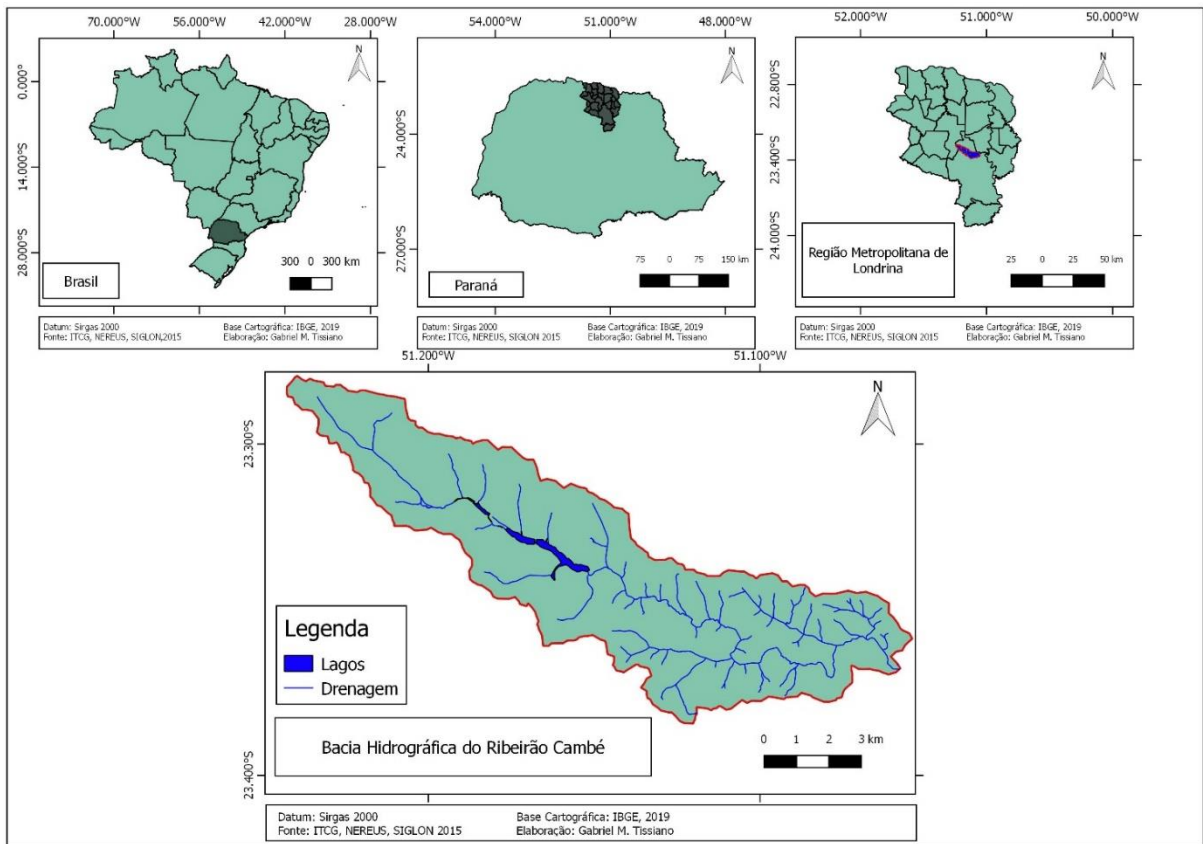 70.000°W 56.000°W 42.000°W 28.000°W
54.000°W 51.000°W 48.000°W
52.000°W 51.000°W 50.000°W
N
0.000°
14.000°S
28.000°S
300 0 300 km
Brasil
Datum: Sirgas 2000 Base Cartográfica: IBGE, 2019
Fonte: ITCG, NEREUS, SIGLON,2015 Elaboração: Gabriel M. Tissiano
N
24.000°S
27.000°S
75 0 75 150 km
Paraná
Datum: Sirgas 2000 Base Cartográfica: IBGE, 2019
Fonte: ITCG, NEREUS, SIGLON 2015 Elaboração: Gabriel M. Tissiano
N
22.800°S
23.400°S
24.000°S
Região Metropolitana de
Londrina
25 0 25 50 km
Datum: Sirgas 2000 Base Cartográfica: IBGE, 2019
Fonte: ITCG, NEREUS, SIGLON 2015 Elaboração: Gabriel M. Tissiano
51.200°W 51.100°W
N
23.300°S
23.400°S
Legenda
Lagos
Drenagem
Bacia Hidrográfica do Ribeirão Cambé
0 1 2 3 km
Datum: Sirgas 2000 Base Cartográfica: IBGE, 2019
Fonte: ITCG, NEREUS, SIGLON 2015 Elaboração: Gabriel M. Tissiano